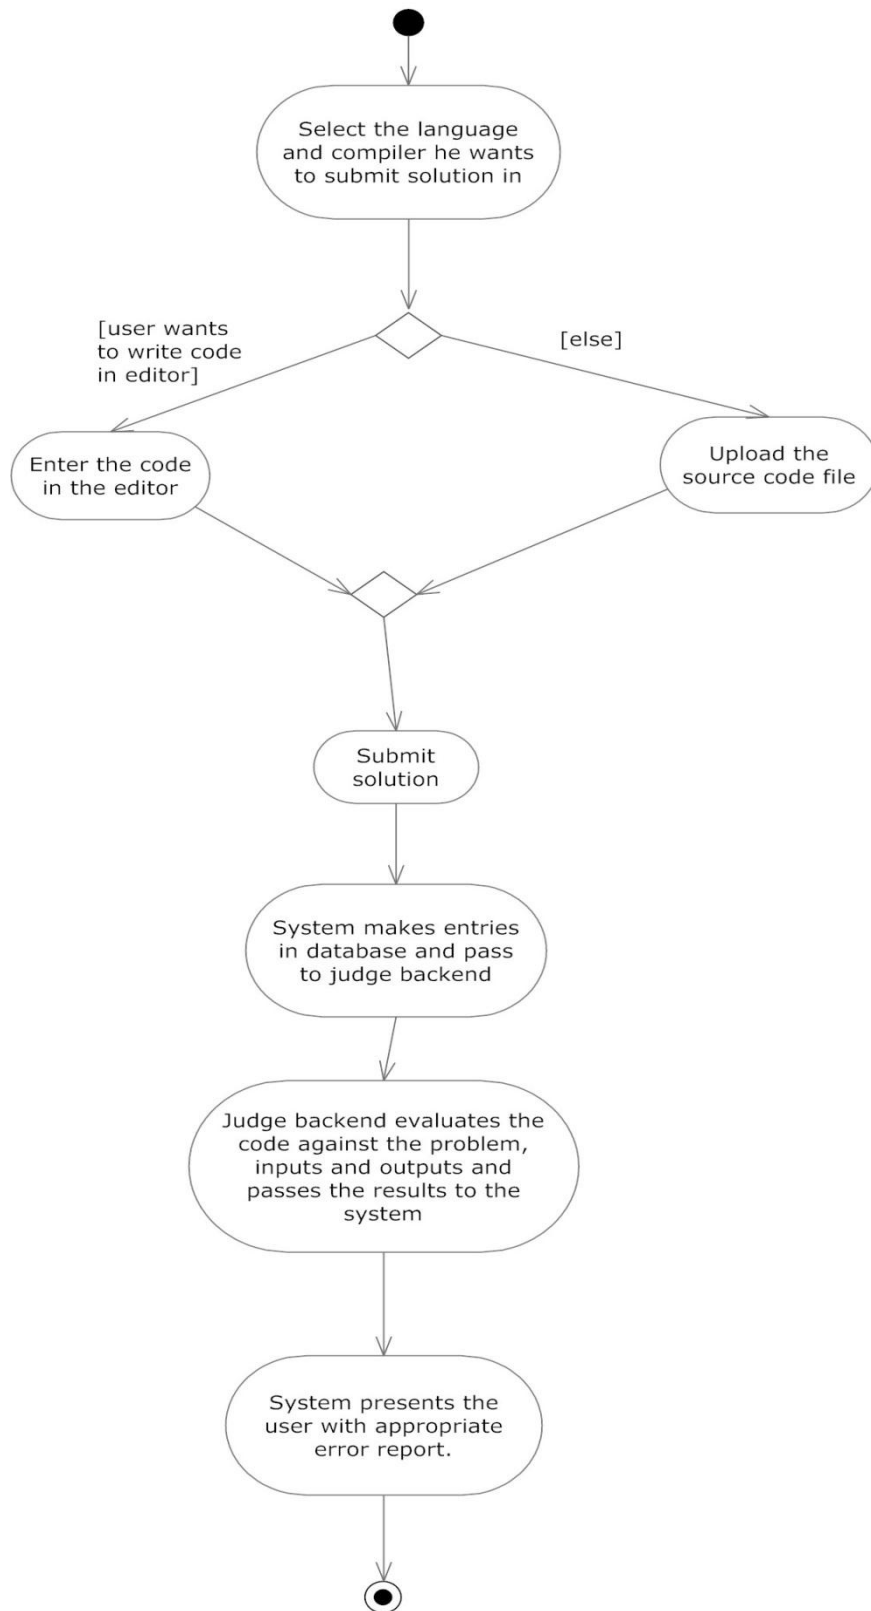 Select the language
and compiler he wants
to submit solution in
[user wants
to write code
in editor]
[else]
Enter the code
in the editor
Upload the
source code file
Submit
solution
System makes entries
in database and pass
to judge backend
Judge backend evaluates the
code against the problem,
inputs and outputs and
passes the results to the
system
System presents the
user with appropriate
error report.